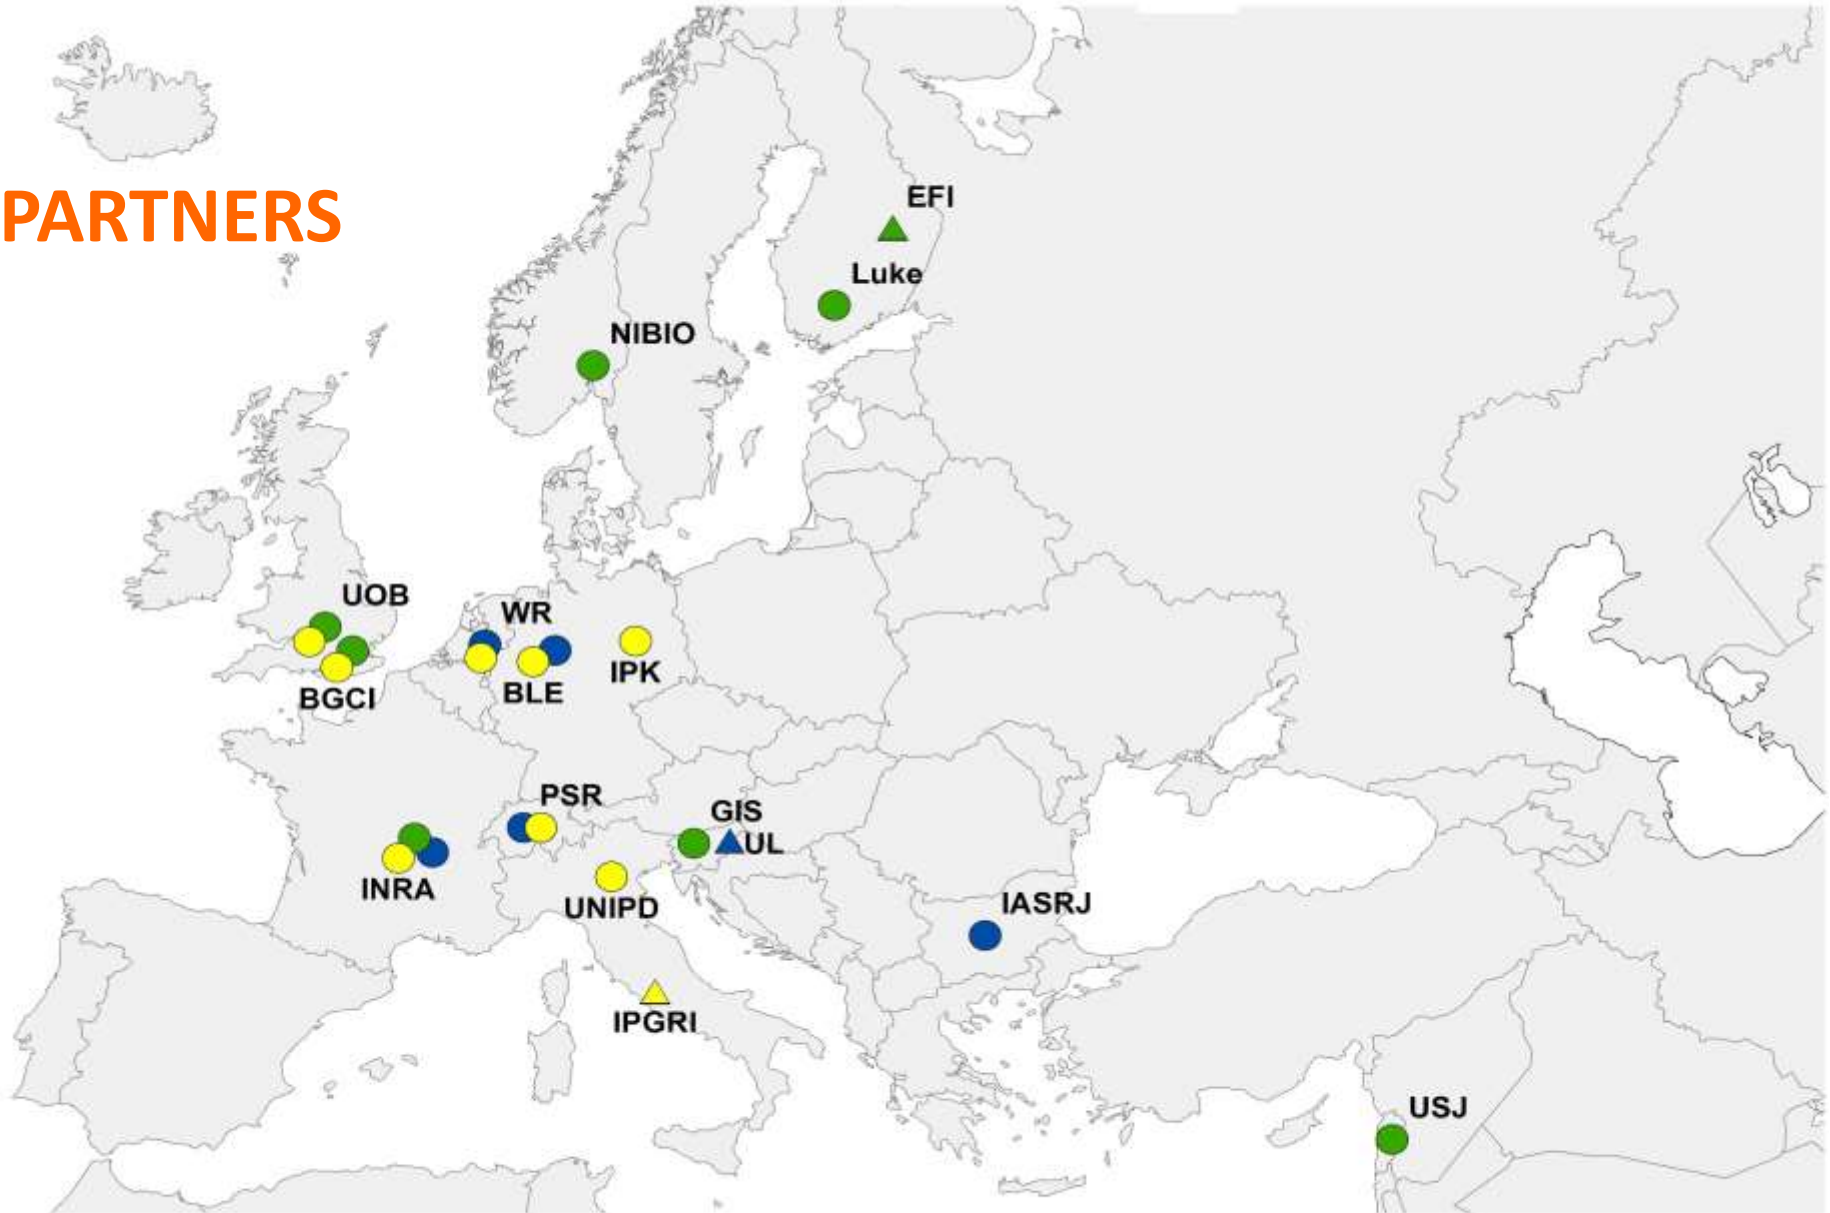 PARTNERS
EFI
Luke
NIBIO
UOB
WR
BGCI
BLE
IPK
PSR
GIS
UL
INRA
UNIPD
IASRJ
IPGRI
USJ